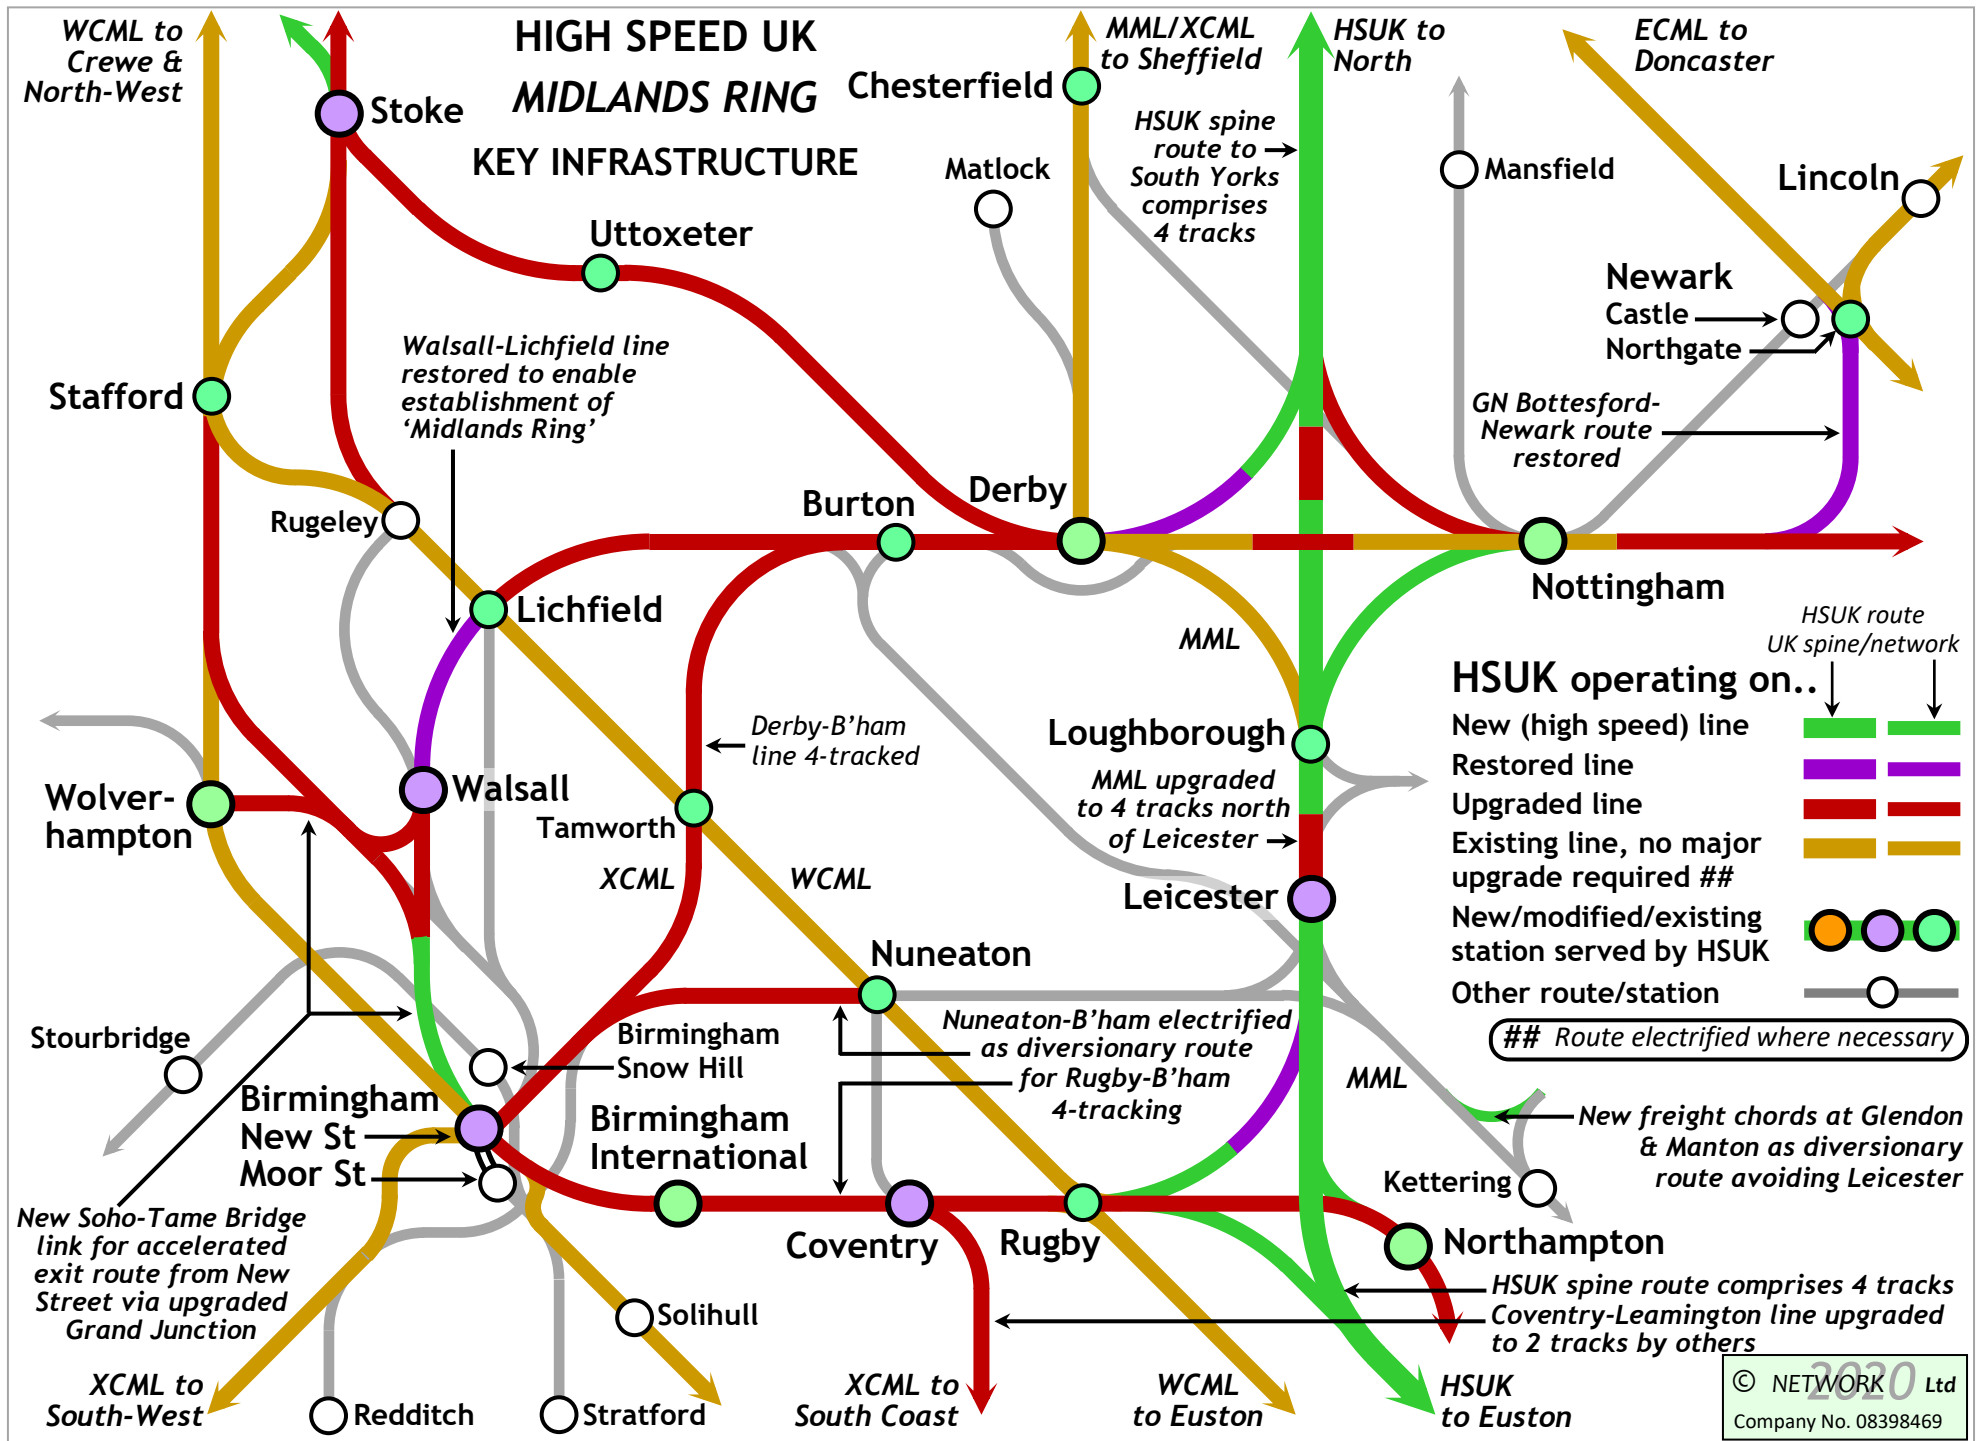 WCML to
Crewe &
North-West
HIGH SPEED UK
MIDLANDS RING
KEY INFRASTRUCTURE
MML/XCML
to Sheffield
HSUK to
North
ECML to
Doncaster
Stoke
Chesterfield
HSUK spine
route to
South Yorks
comprises
4 tracks
Matlock
Mansfield
Lincoln
Uttoxeter
Newark
Castle
Northgate
Walsall-Lichfield line
restored to enable
establishment of
‘Midlands Ring’
Stafford
GN Bottesford-
Newark route
restored
Derby
Burton
Rugeley
Nottingham
Lichfield
MML
HSUK route
UK spine/network
HSUK operating on..
New (high speed) line
Restored line
Upgraded line
Existing line, no major
upgrade required ##
New/modified/existing
station served by HSUK
Other route/station
## Route electrified where necessary
Derby-B’ham
line 4-tracked
Loughborough
MML upgraded
to 4 tracks north
of Leicester
Wolver-
hampton
Walsall
Tamworth
XCML
WCML
Leicester
Nuneaton
Stourbridge
Birmingham
Snow Hill
Nuneaton-B’ham electrified
as diversionary route
for Rugby-B’ham
4-tracking
MML
Birmingham
New St
Moor St
Birmingham
International
New freight chords at Glendon
& Manton as diversionary
route avoiding Leicester
Kettering
New Soho-Tame Bridge
link for accelerated
exit route from New
Street via upgraded
Grand Junction
Coventry
Rugby
Northampton
HSUK spine route comprises 4 tracks
Coventry-Leamington line upgraded
to 2 tracks by others
Solihull
XCML to
South-West
Redditch
Stratford
XCML to
South Coast
WCML
to Euston
HSUK
to Euston
© NETWORK 2020 Ltd
Company No. 08398469